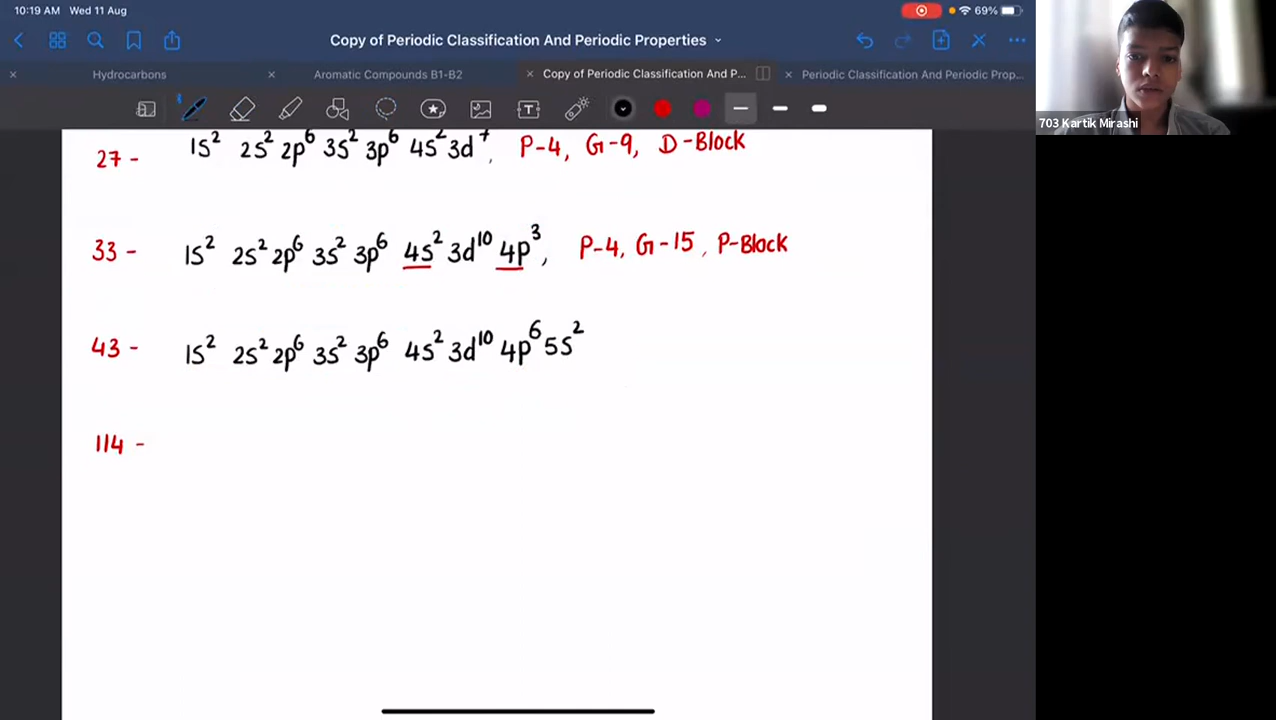 10:19 AM Wed 11 Aug 69%
Copy of Periodic Classification And Periodic Properties
Hydrocarbons Aromatic Compounds B1-B2 Copy of Periodic Classification And P... Periodic Classification And Periodic Prop...
703 Kartik Mirashi
27 - 1s² 2s² 2p⁶ 3s² 3p⁶ 4s² 3d⁷, P-4, G-9, D-Block
33 - 1s² 2s² 2p⁶ 3s² 3p⁶ 4s² 3d¹⁰ 4p³, P-4, G-15, P-Block
43 - 1s² 2s² 2p⁶ 3s² 3p⁶ 4s² 3d¹⁰ 4p⁶ 5s²
114 -